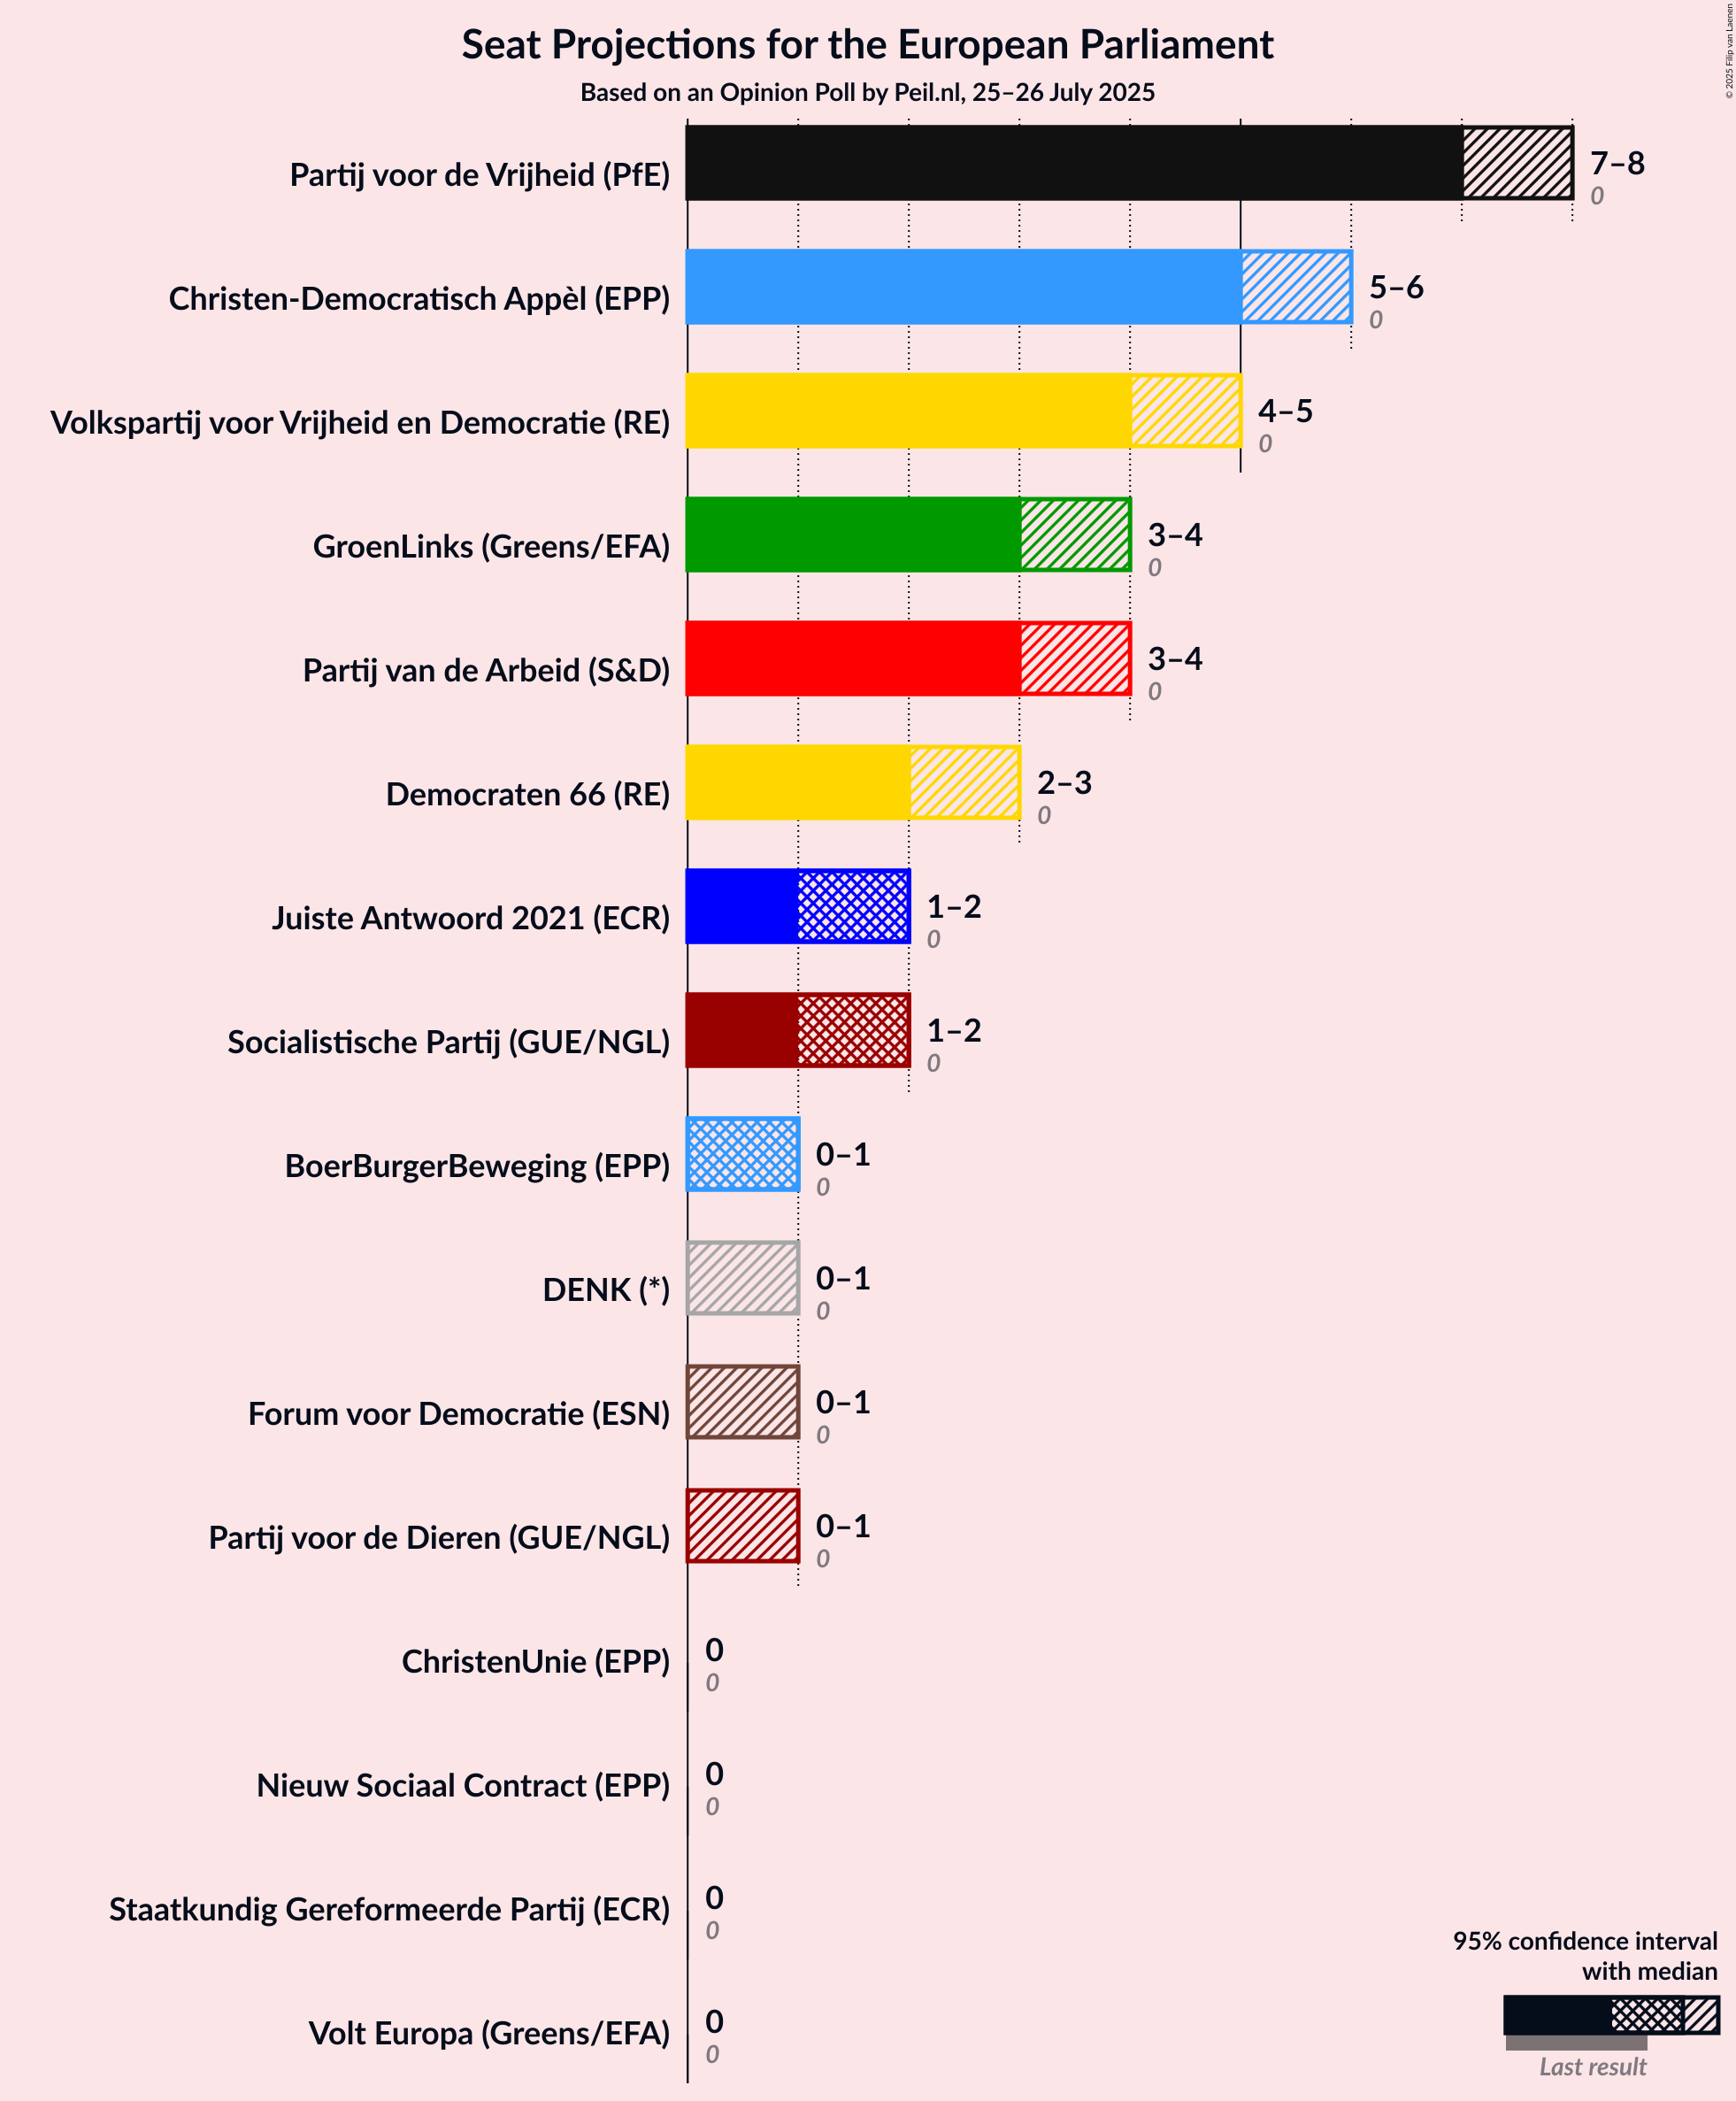 Seat Projections for the European Parliament
Based on an Opinion Poll by Peil.nl, 25–26 July 2025
© 2025 Filip van Laenen
Partij voor de Vrijheid (PfE)
7–8
0
Christen-Democratisch Appèl (EPP)
5–6
0
Volkspartij voor Vrijheid en Democratie (RE)
4–5
0
GroenLinks (Greens/EFA)
3–4
0
Partij van de Arbeid (S&D)
3–4
0
Democraten 66 (RE)
2–3
0
Juiste Antwoord 2021 (ECR)
1–2
0
Socialistische Partij (GUE/NGL)
1–2
0
BoerBurgerBeweging (EPP)
0–1
0
DENK (*)
0–1
0
Forum voor Democratie (ESN)
0–1
0
Partij voor de Dieren (GUE/NGL)
0–1
0
ChristenUnie (EPP)
0
0
Nieuw Sociaal Contract (EPP)
0
0
Staatkundig Gereformeerde Partij (ECR)
0
0
Volt Europa (Greens/EFA)
0
0
95% confidence interval
with median
Last result